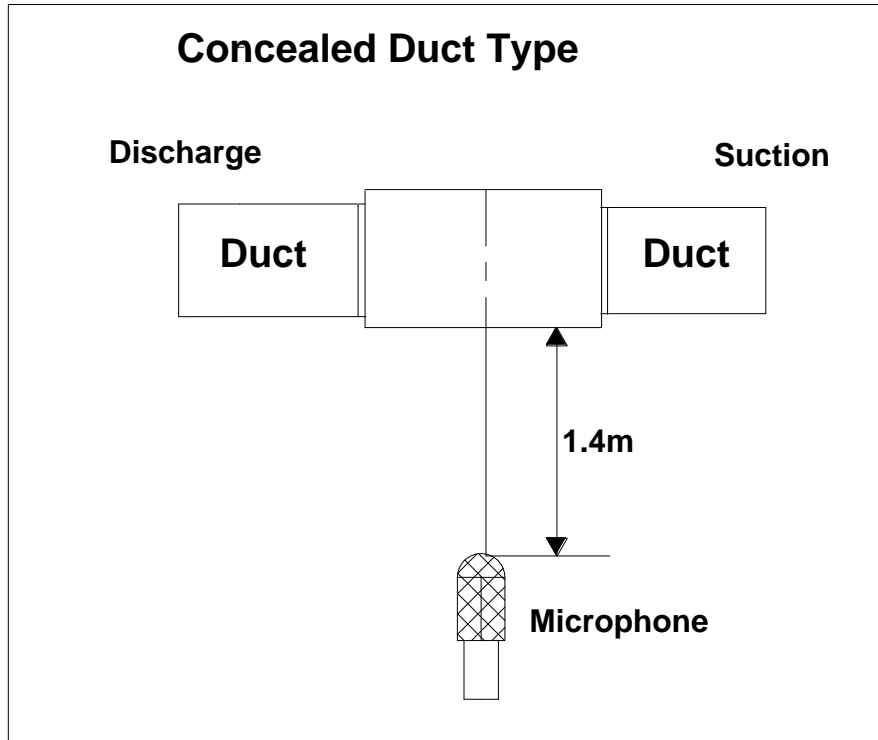 Concealed Duct Type
Discharge
Suction
Duct
Duct
1.4m
Microphone